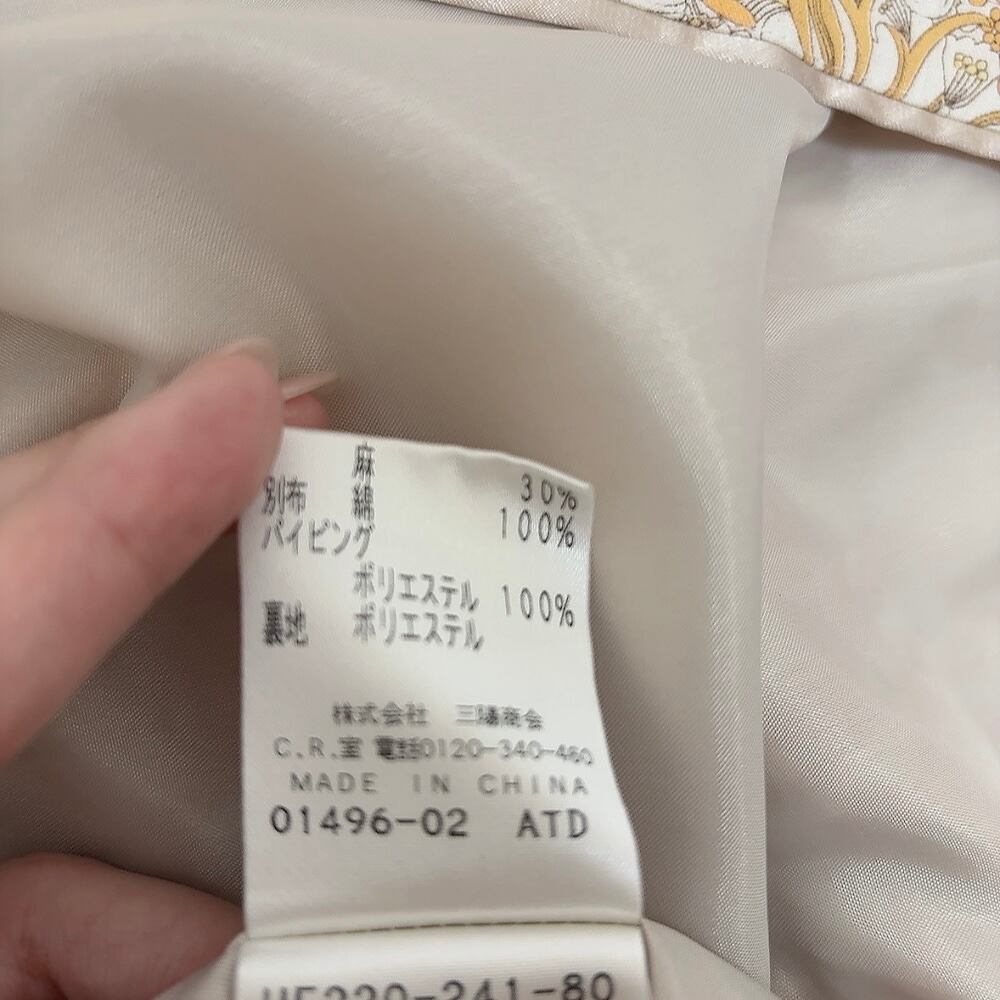 麻 30%
別布 綿 100%
パイピング
ポリエステル 100%
裏地 ポリエステル
株式会社 三陽商会
C.R.室 電話0120-340-460
MADE IN CHINA
01496-02 ATD